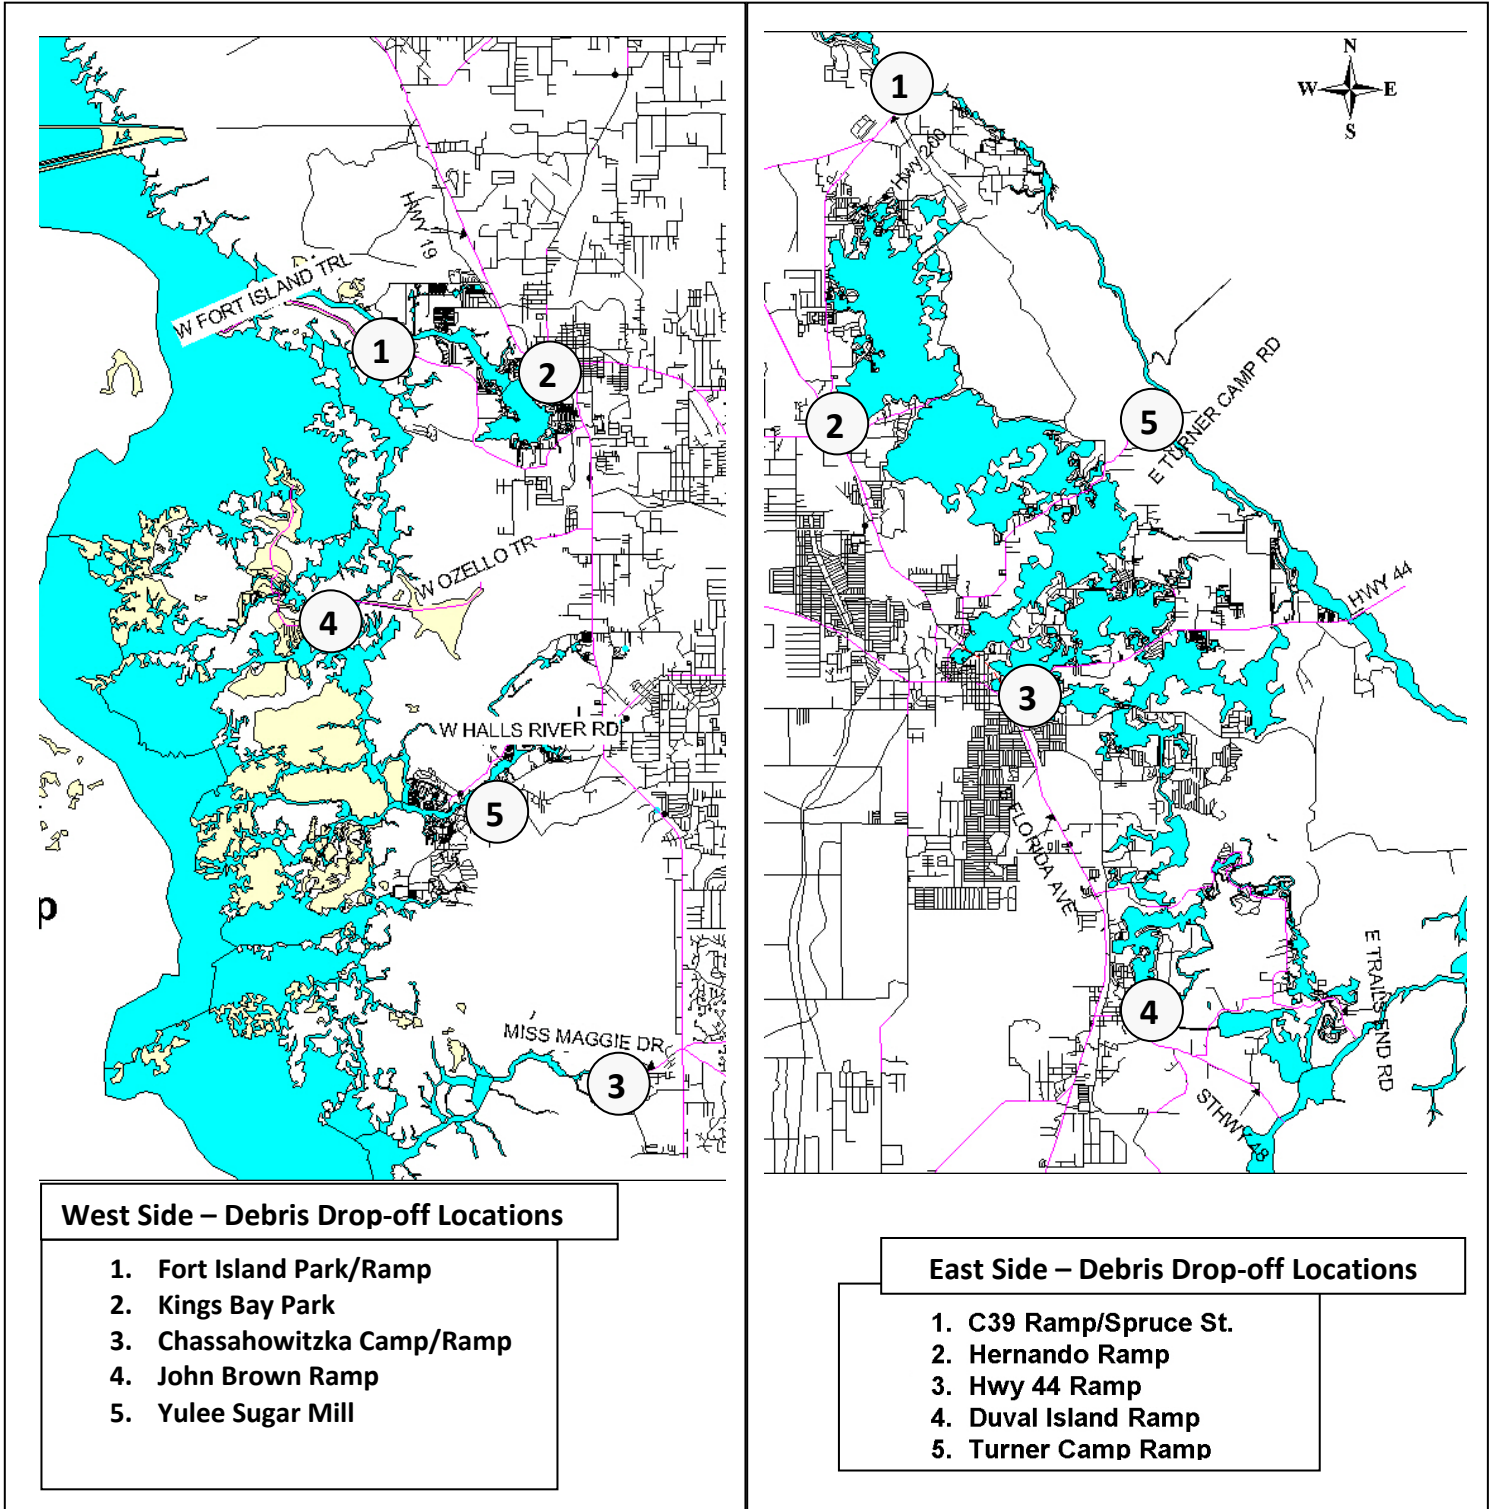 HWY 19
W FORT ISLAND TRL
1
2
W OZELLO TR
4
W HALLS RIVER RD
5
p
MISS MAGGIE DR
3
West Side – Debris Drop-off Locations
1. Fort Island Park/Ramp
2. Kings Bay Park
3. Chassahowitzka Camp/Ramp
4. John Brown Ramp
5. Yulee Sugar Mill
N
W E
S
1
Hwy 200
2
5
E TURNER CAMP RD
HWY 44
3
FLORIDA AVE
4
E TRAILS END RD
STHWY 48
East Side – Debris Drop-off Locations
1. C39 Ramp/Spruce St.
2. Hernando Ramp
3. Hwy 44 Ramp
4. Duval Island Ramp
5. Turner Camp Ramp